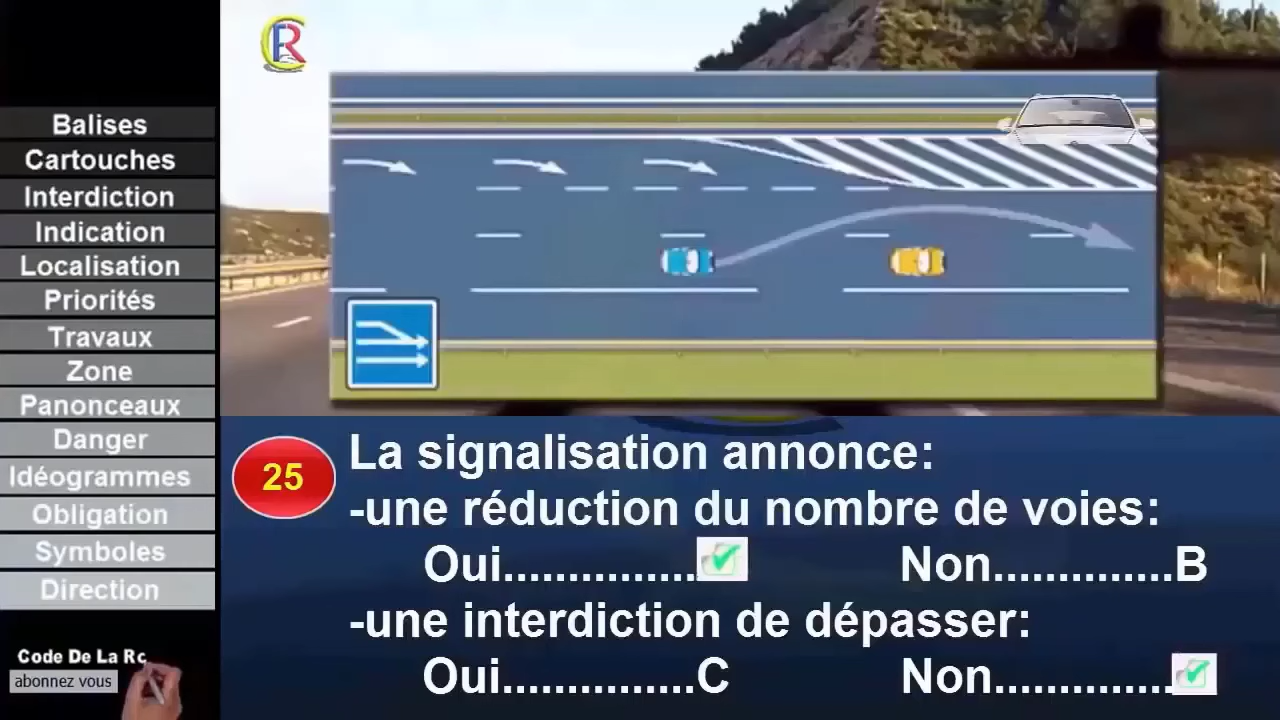 Balises
Cartouches
Interdiction
Indication
Localisation
Priorités
Travaux
Zone
Panonceaux
Danger
Idéogrammes
Obligation
Symboles
Direction
Code De La Rc
abonnez vous
25
La signalisation annonce:
-une réduction du nombre de voies:
Oui............... Non..............B
-une interdiction de dépasser:
Oui...............C Non..............